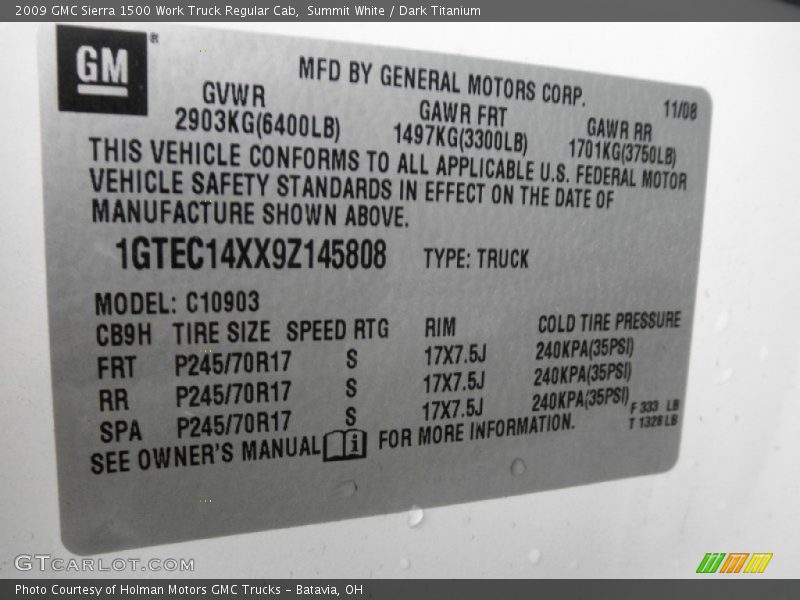 2009 GMC Sierra 1500 Work Truck Regular Cab, Summit White / Dark Titanium
GM®
MFD BY GENERAL MOTORS CORP.
11/08
GVWR GAWR FRT GAWR RR
2903KG(6400LB) 1497KG(3300LB) 1701KG(3750LB)
THIS VEHICLE CONFORMS TO ALL APPLICABLE U.S. FEDERAL MOTOR
VEHICLE SAFETY STANDARDS IN EFFECT ON THE DATE OF
MANUFACTURE SHOWN ABOVE.
1GTEC14XX9Z145808 TYPE: TRUCK
MODEL: C10903
CB9H TIRE SIZE SPEED RTG RIM COLD TIRE PRESSURE
FRT P245/70R17 S 17X7.5J 240KPA(35PSI)
RR P245/70R17 S 17X7.5J 240KPA(35PSI)
SPA P245/70R17 S 17X7.5J 240KPA(35PSI)
F 333 LB
T 1328 LB
SEE OWNER'S MANUAL FOR MORE INFORMATION.
GTCARLOT.COM
Photo Courtesy of Holman Motors GMC Trucks - Batavia, OH